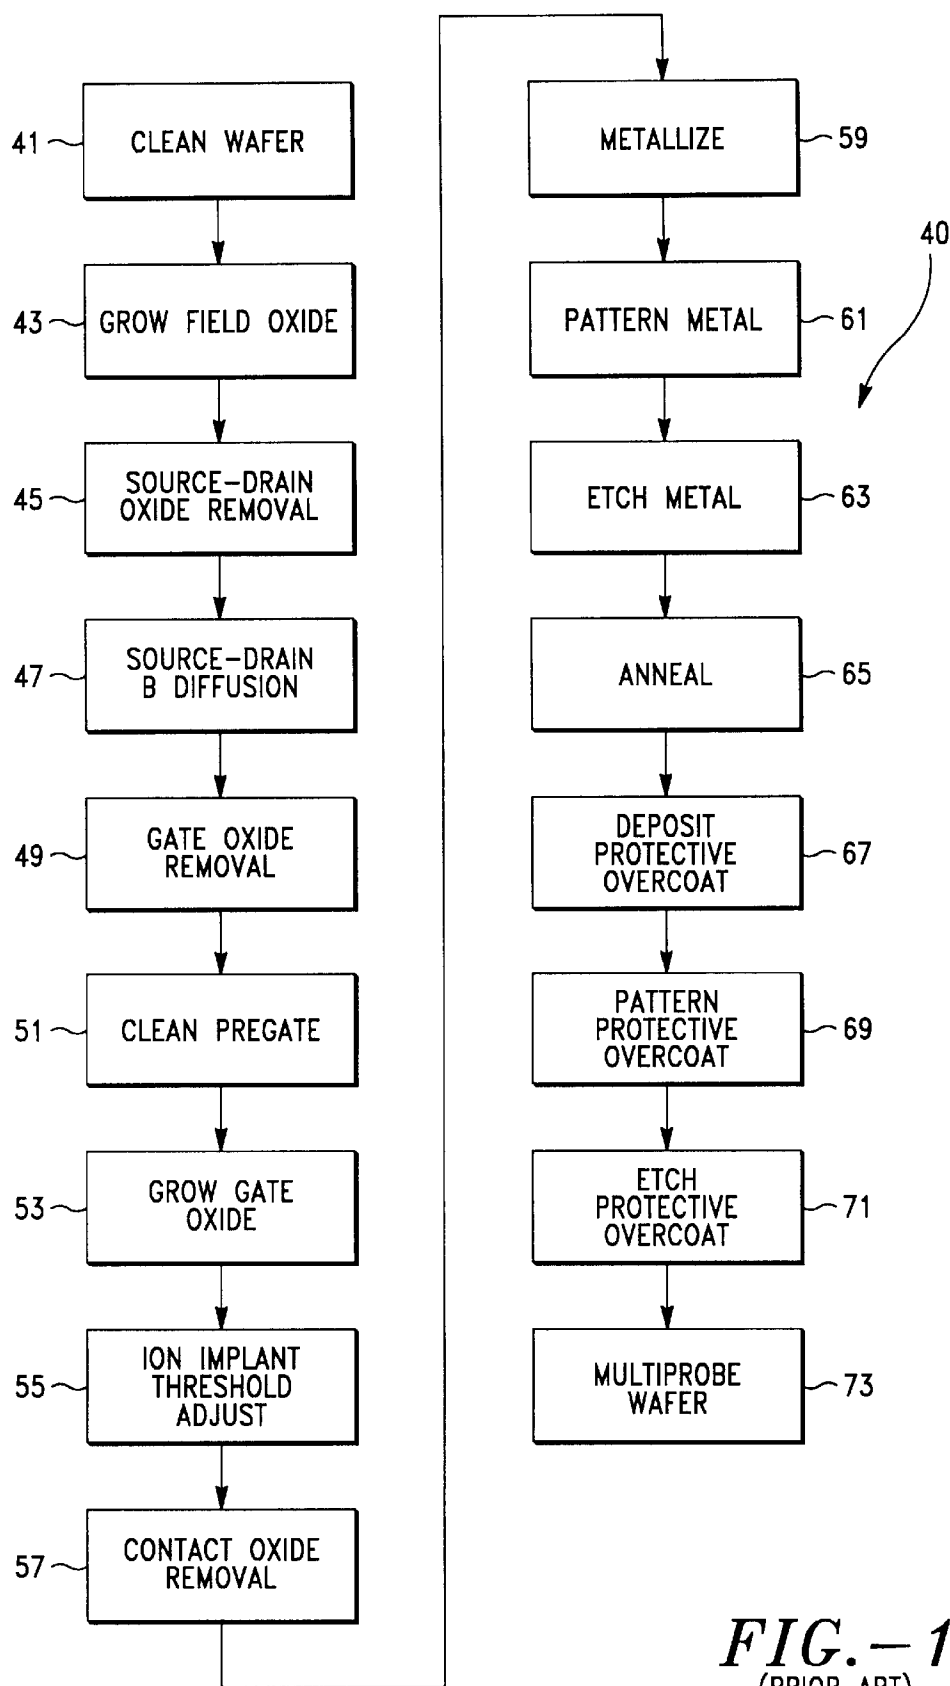 41
CLEAN WAFER
43
GROW FIELD OXIDE
45
SOURCE-DRAIN
OXIDE REMOVAL
47
SOURCE-DRAIN
B DIFFUSION
49
GATE OXIDE
REMOVAL
51
CLEAN PREGATE
53
GROW GATE
OXIDE
55
ION IMPLANT
THRESHOLD
ADJUST
57
CONTACT OXIDE
REMOVAL
METALLIZE
59
40
PATTERN METAL
61
ETCH METAL
63
ANNEAL
65
DEPOSIT
PROTECTIVE
OVERCOAT
67
PATTERN
PROTECTIVE
OVERCOAT
69
ETCH
PROTECTIVE
OVERCOAT
71
MULTIPROBE
WAFER
73
FIG.-1
(PRIOR ART)